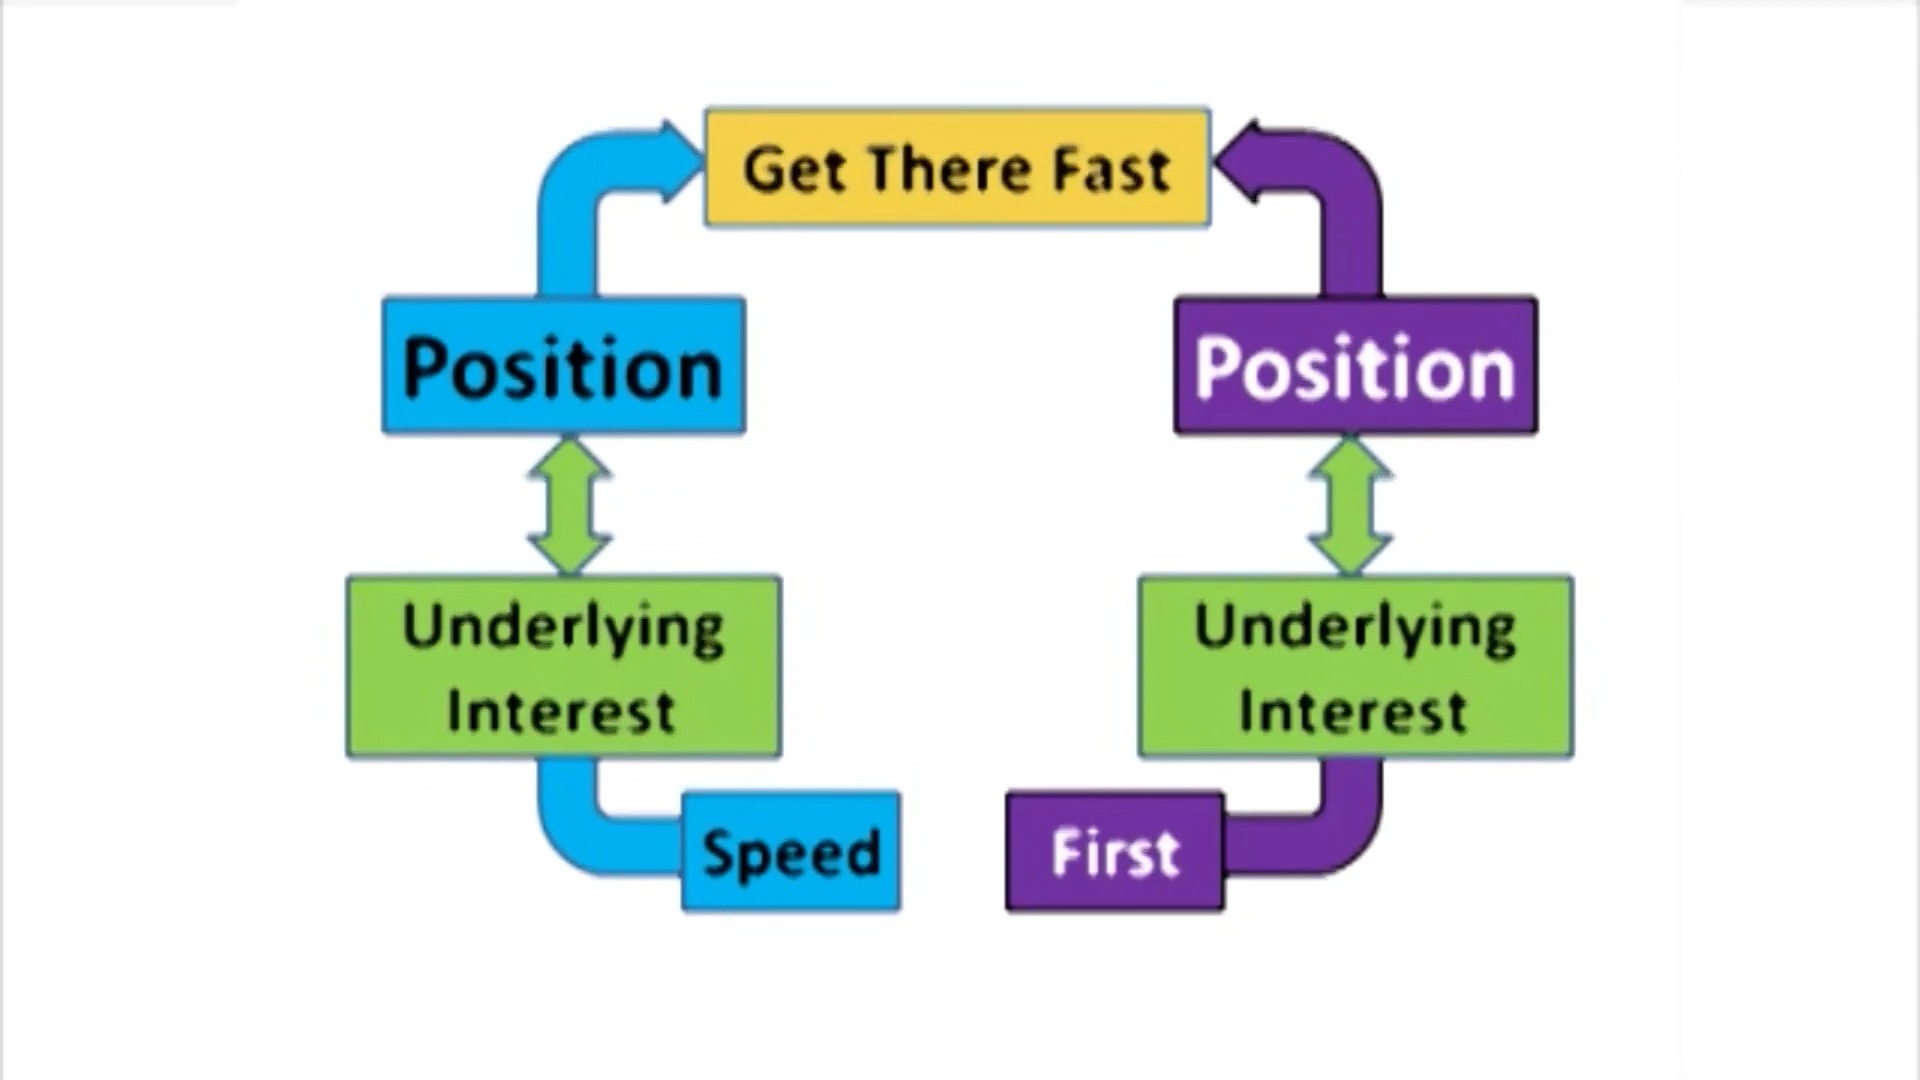 Get There Fast
Position
Position
Underlying
Interest
Underlying
Interest
Speed
First